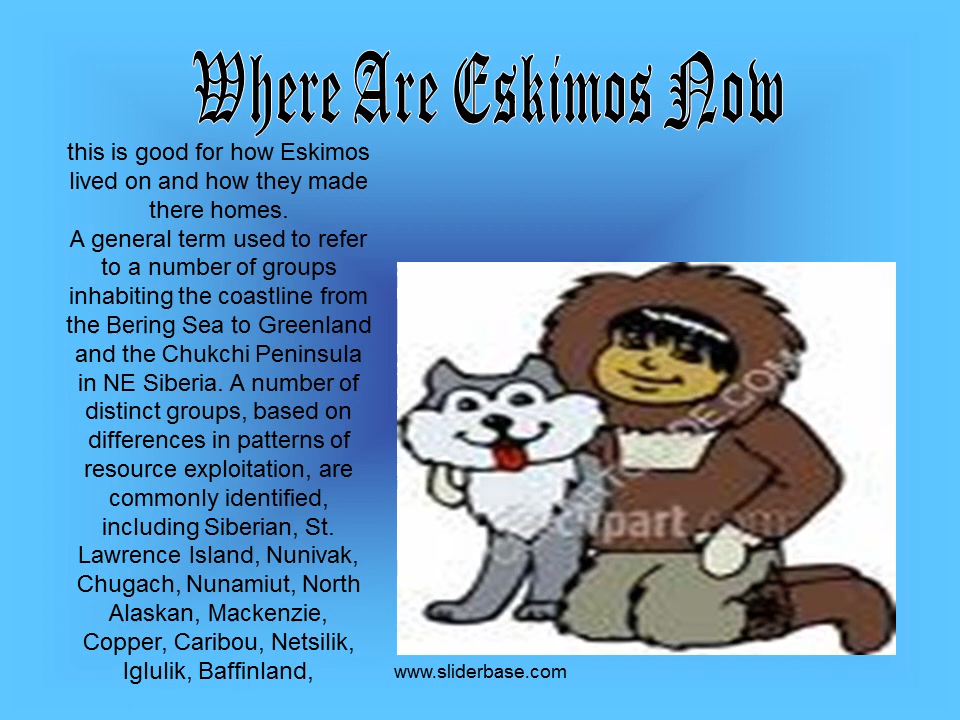 Where Are Eskimos Now
this is good for how Eskimos
lived on and how they made
there homes.
A general term used to refer
to a number of groups
inhabiting the coastline from
the Bering Sea to Greenland
and the Chukchi Peninsula
in NE Siberia. A number of
distinct groups, based on
differences in patterns of
resource exploitation, are
commonly identified,
including Siberian, St.
Lawrence Island, Nunivak,
Chugach, Nunamiut, North
Alaskan, Mackenzie,
Copper, Caribou, Netsilik,
Iglulik, Baffinland,
clipart.com
www.sliderbase.com